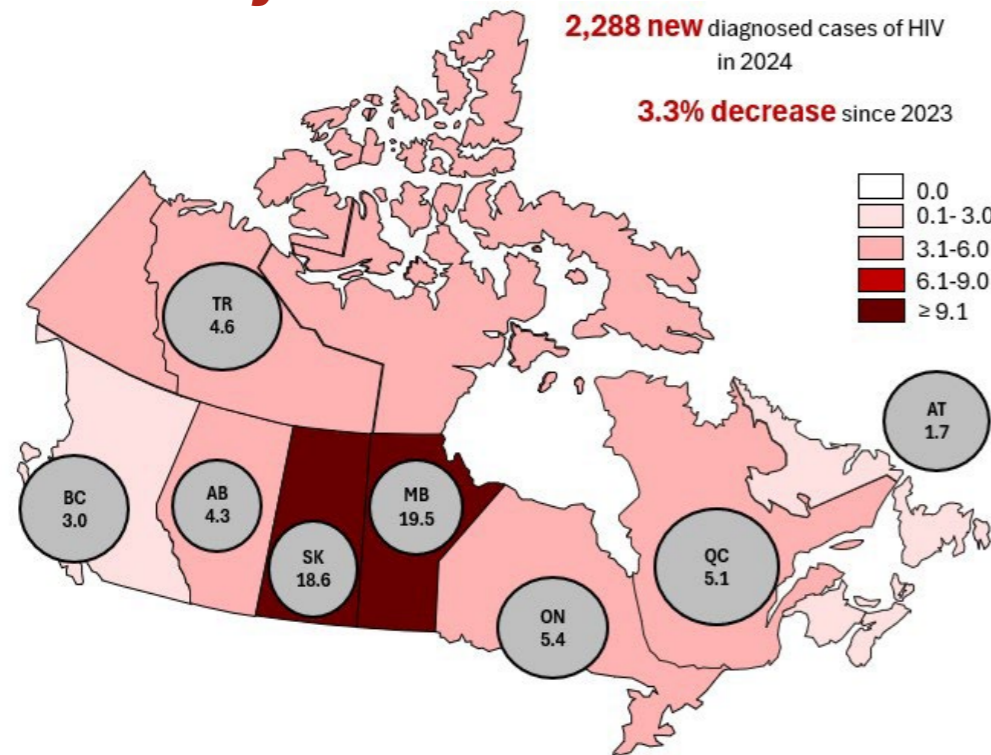 2,288 new diagnosed cases of HIV
in 2024
3.3% decrease since 2023
0.0
0.1- 3.0
3.1-6.0
6.1-9.0
≥ 9.1
TR
4.6
AT
1.7
BC
3.0
AB
4.3
MB
19.5
SK
18.6
QC
5.1
ON
5.4